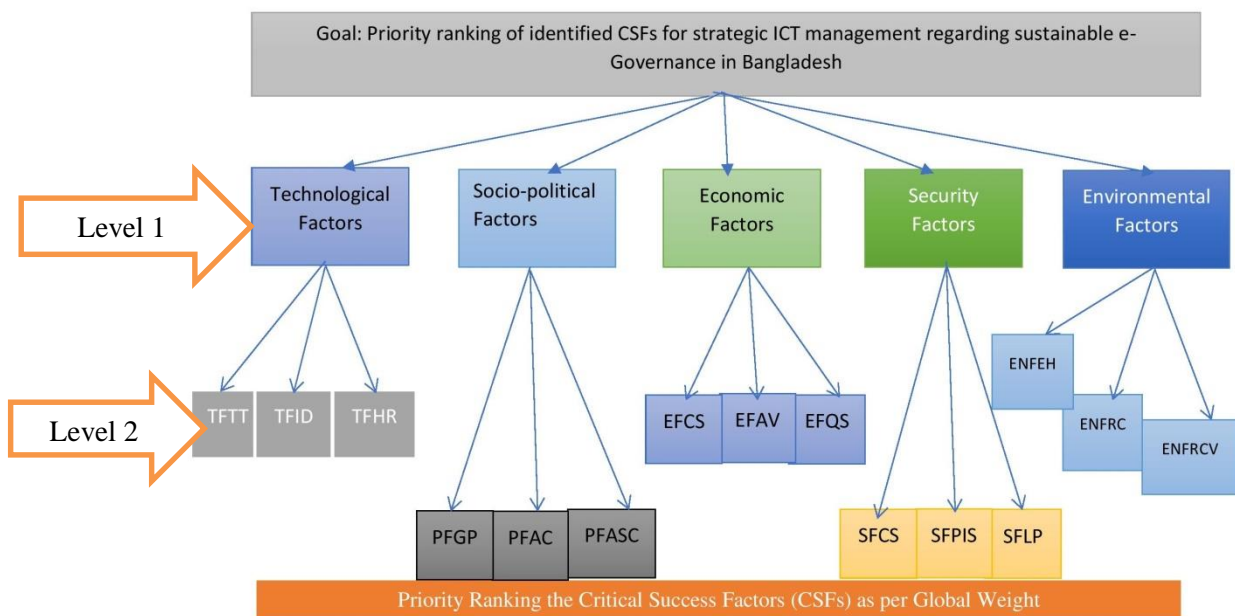 Goal: Priority ranking of identified CSFs for strategic ICT management regarding sustainable e-
Governance in Bangladesh
Level 1
Technological
Factors
Socio-political
Factors
Economic
Factors
Security
Factors
Environmental
Factors
Level 2
TFTT
TFID
TFHR
EFCS
EFAV
EFQS
ENFEH
ENFRC
ENFRCV
PFGP
PFAC
PFASC
SFCS
SFPIS
SFLP
Priority Ranking the Critical Success Factors (CSFs) as per Global Weight